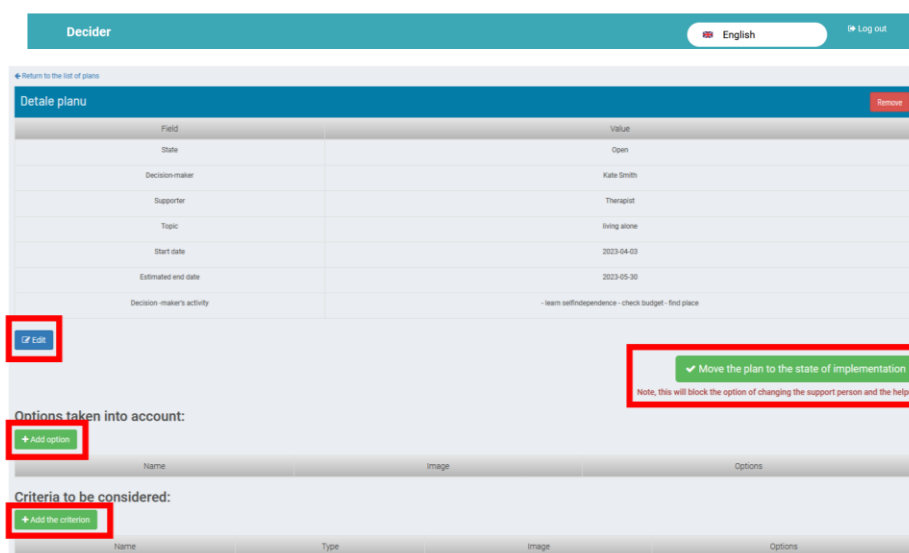 Decider
English
Log out
Return to the list of plans
Detale planu
Remove
Field Value
State Open
Decision-maker Kate Smith
Supporter Therapist
Topic living alone
Start date 2023-04-03
Estimated end date 2023-05-30
Decision -maker's activity - learn selfindependence - check budget - find place
Edit
Move the plan to the state of implementation
Note, this will block the option of changing the support person and the help
Options taken into account:
+ Add option
Name Image Options
Criteria to be considered:
+ Add the criterion
Name Type Image Options